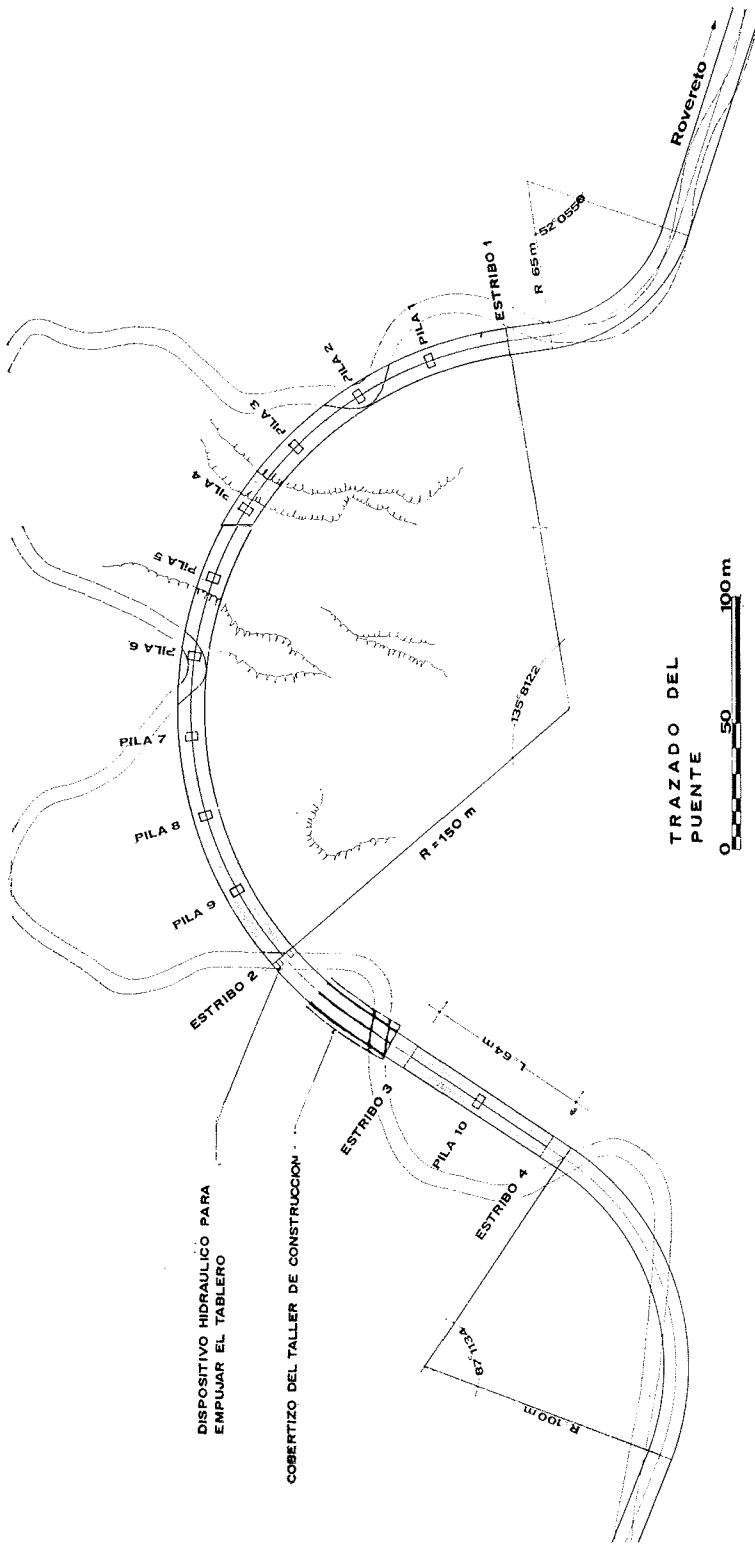 DISPOSITIVO HIDRAULICO PARA
EMPUJAR EL TABLERO
COBERTIZO DEL TALLER DE CONSTRUCCION
ESTRIBO 2
PILA 9
PILA 8
PILA 7
PILA 6
PILA 5
PILA 4
PILA 3
PILA 2
PILA 1
ESTRIBO 1
R 65m
52°0556
Rovereto
135°8122
R = 150 m
ESTRIBO 3
PILA 10
L 64m
ESTRIBO 4
87°1134
R 100m
TRAZADO DEL
PUENTE
0 50 100m